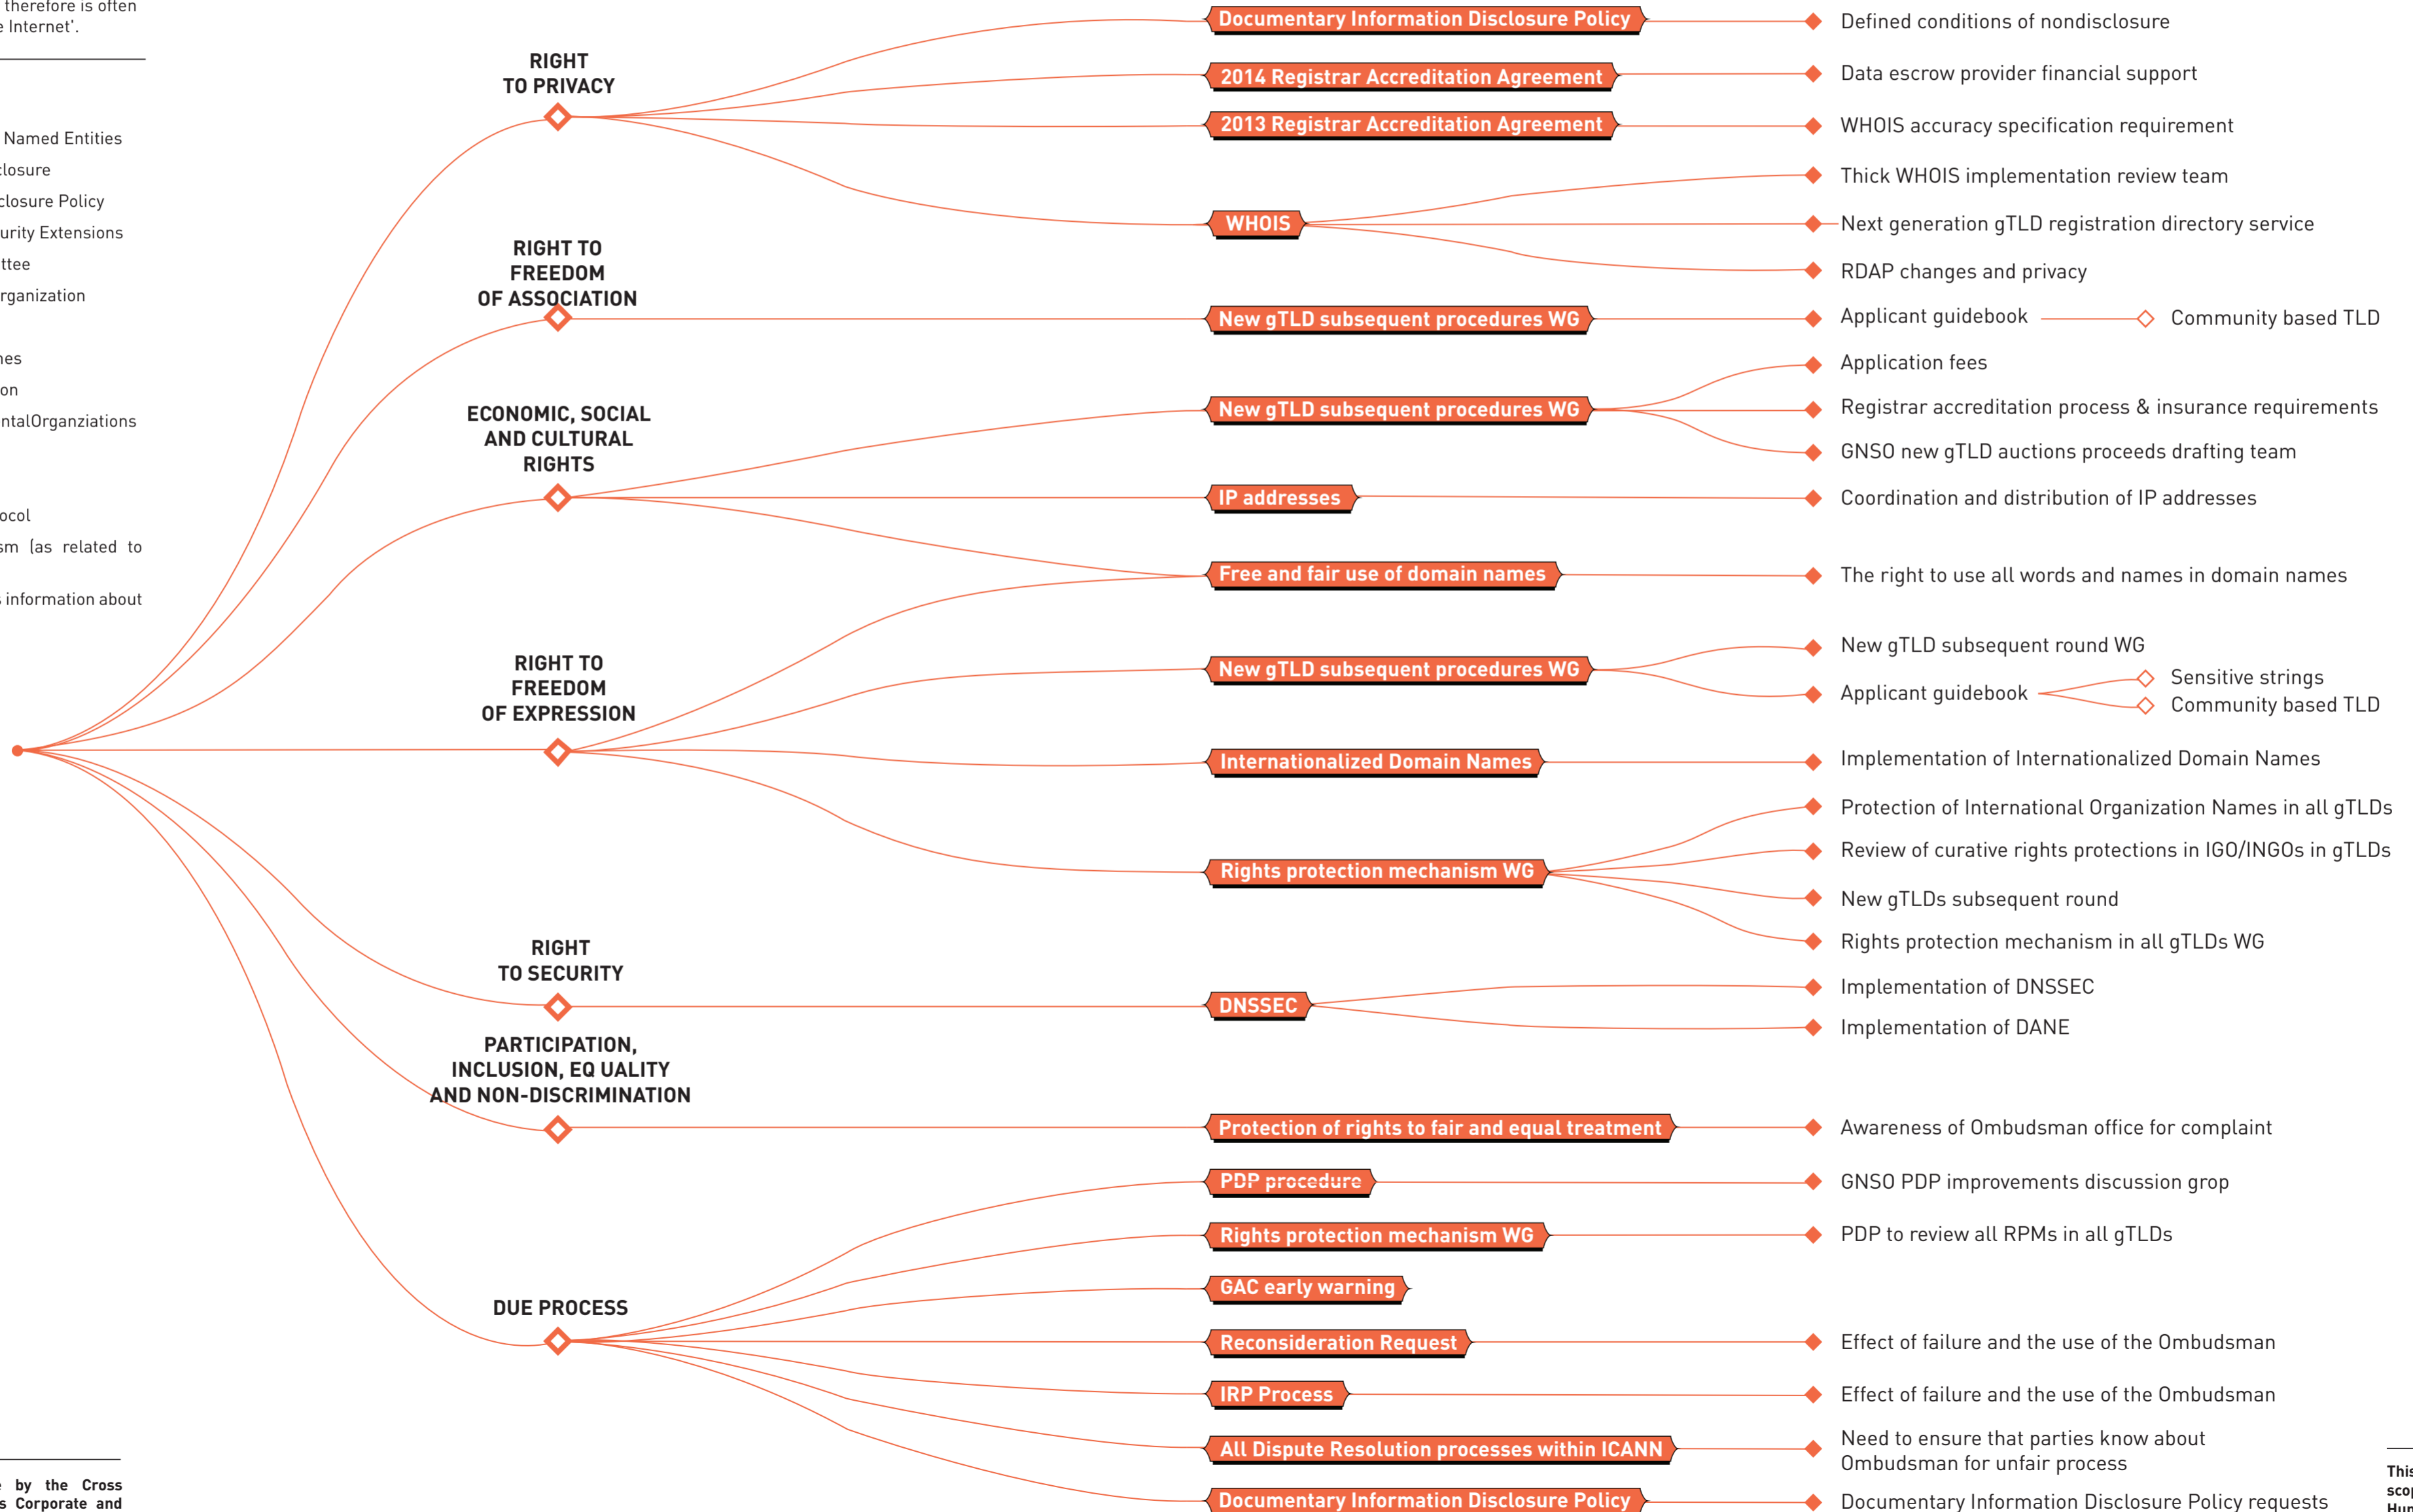 therefore is often
Internet'.
Named Entities
closure
closure Policy
urity Extensions
ttee
rganization
nes
on
ntalOrganziations
ocol
sm (as related to
information about
by the Cross
s Corporate and
RIGHT
TO PRIVACY
RIGHT TO
FREEDOM
OF ASSOCIATION
ECONOMIC, SOCIAL
AND CULTURAL
RIGHTS
RIGHT TO
FREEDOM
OF EXPRESSION
RIGHT
TO SECURITY
PARTICIPATION,
INCLUSION, EQ UALITY
AND NON-DISCRIMINATION
DUE PROCESS
Documentary Information Disclosure Policy
Defined conditions of nondisclosure
2014 Registrar Accreditation Agreement
Data escrow provider financial support
2013 Registrar Accreditation Agreement
WHOIS accuracy specification requirement
WHOIS
Thick WHOIS implementation review team
Next generation gTLD registration directory service
RDAP changes and privacy
New gTLD subsequent procedures WG
Applicant guidebook
Community based TLD
New gTLD subsequent procedures WG
Application fees
Registrar accreditation process & insurance requirements
GNSO new gTLD auctions proceeds drafting team
IP addresses
Coordination and distribution of IP addresses
Free and fair use of domain names
The right to use all words and names in domain names
New gTLD subsequent procedures WG
New gTLD subsequent round WG
Applicant guidebook
Sensitive strings
Community based TLD
Internationalized Domain Names
Implementation of Internationalized Domain Names
Rights protection mechanism WG
Protection of International Organization Names in all gTLDs
Review of curative rights protections in IGO/INGOs in gTLDs
New gTLDs subsequent round
Rights protection mechanism in all gTLDs WG
DNSSEC
Implementation of DNSSEC
Implementation of DANE
Protection of rights to fair and equal treatment
Awareness of Ombudsman office for complaint
PDP procedure
GNSO PDP improvements discussion grop
Rights protection mechanism WG
PDP to review all RPMs in all gTLDs
GAC early warning
Reconsideration Request
Effect of failure and the use of the Ombudsman
IRP Process
Effect of failure and the use of the Ombudsman
All Dispute Resolution processes within ICANN
Need to ensure that parties know about
Ombudsman for unfair process
Documentary Information Disclosure Policy
Documentary Information Disclosure Policy requests
This
scop